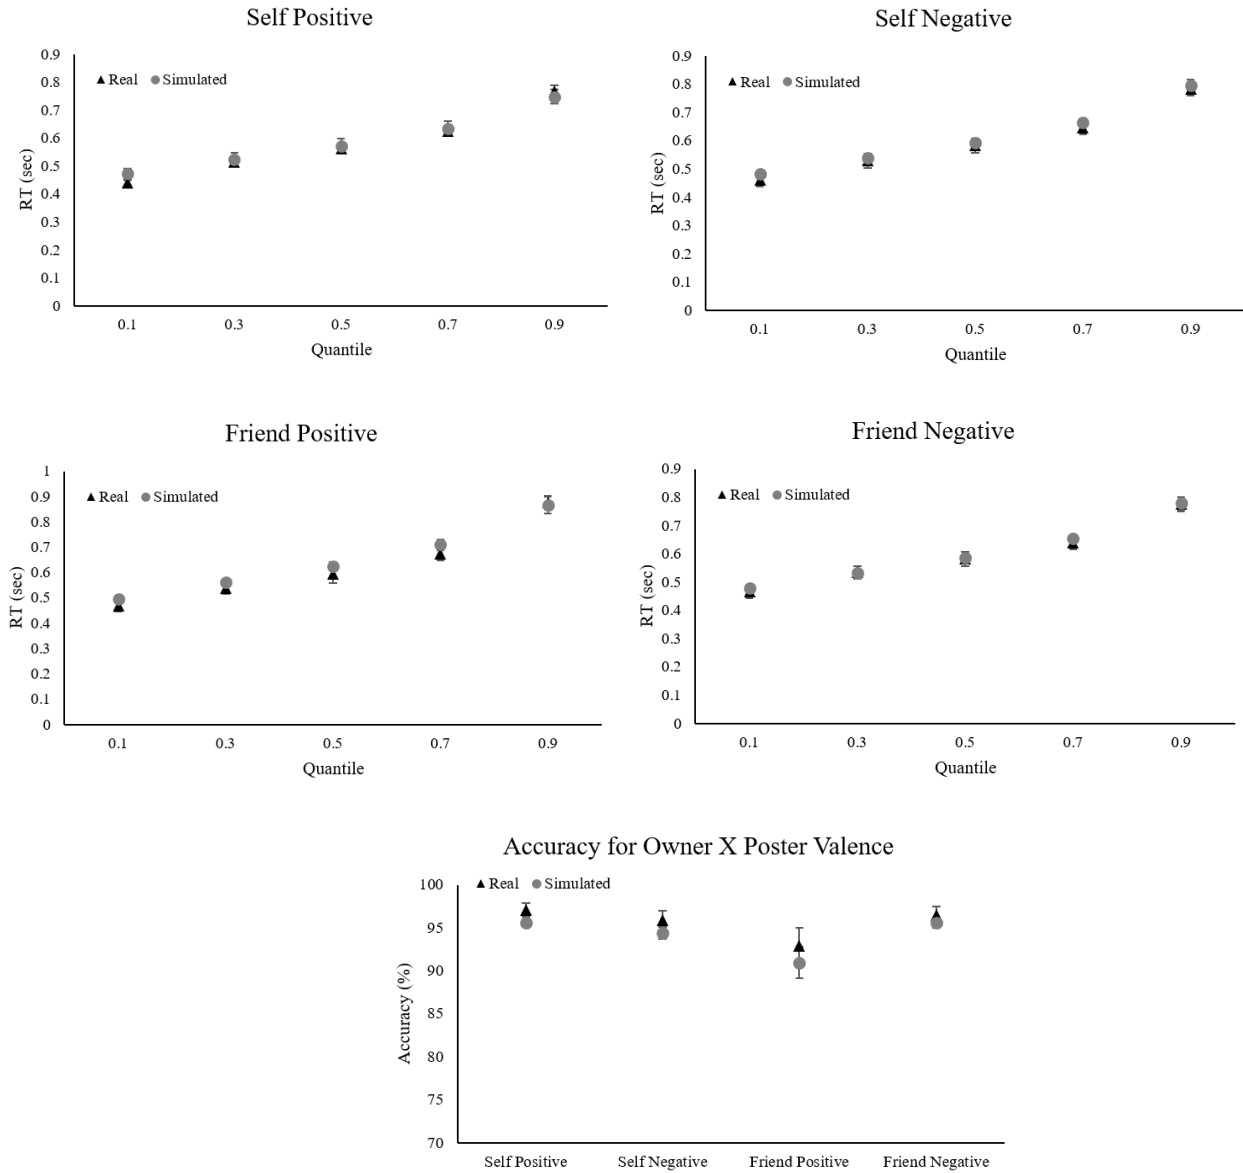 Self Positive
Real Simulated
RT (sec)
0.9
0.8
0.7
0.6
0.5
0.4
0.3
0.2
0.1
0
0.1 0.3 0.5 0.7 0.9
Quantile
Self Negative
Real Simulated
RT (sec)
0.9
0.8
0.7
0.6
0.5
0.4
0.3
0.2
0.1
0
0.1 0.3 0.5 0.7 0.9
Quantile
Friend Positive
Real Simulated
RT (sec)
1
0.9
0.8
0.7
0.6
0.5
0.4
0.3
0.2
0.1
0
0.1 0.3 0.5 0.7 0.9
Quantile
Friend Negative
Real Simulated
RT (sec)
0.9
0.8
0.7
0.6
0.5
0.4
0.3
0.2
0.1
0
0.1 0.3 0.5 0.7 0.9
Quantile
Accuracy for Owner X Poster Valence
Real Simulated
Accuracy (%)
100
95
90
85
80
75
70
Self Positive Self Negative Friend Positive Friend Negative